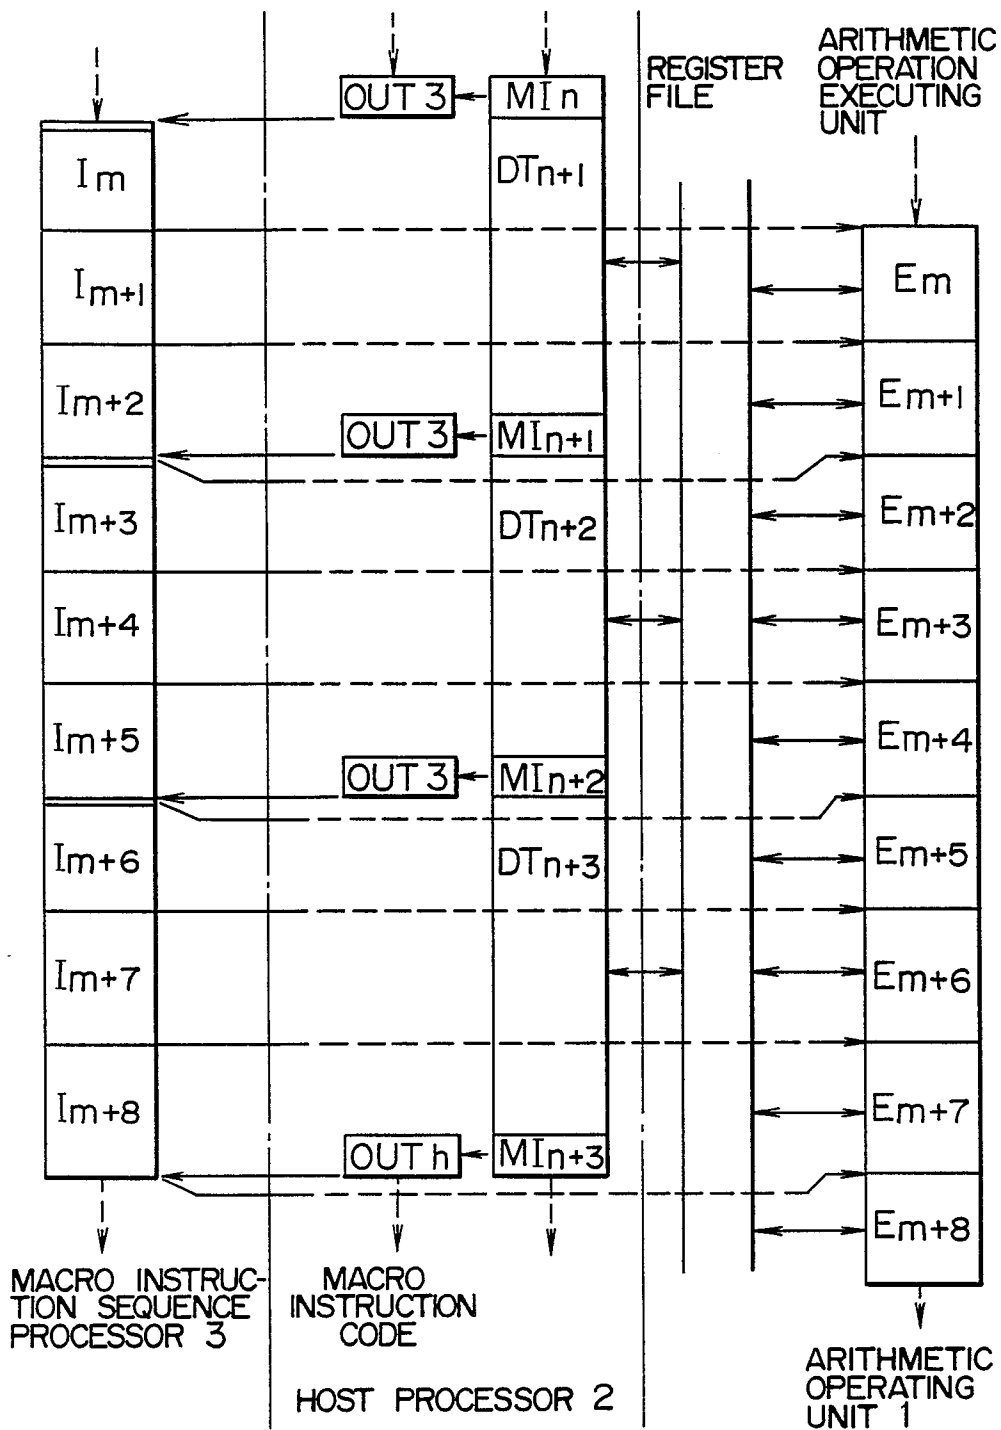 REGISTER
FILE
ARITHMETIC
OPERATION
EXECUTING
UNIT
OUT 3
MIn
Im
DTn+1
Im+1
Em
Im+2
Em+1
OUT 3
MIn+1
Im+3
DTn+2
Em+2
Im+4
Em+3
Im+5
Em+4
OUT 3
MIn+2
Im+6
DTn+3
Em+5
Im+7
Em+6
Im+8
Em+7
OUT h
MIn+3
Em+8
MACRO INSTRUC-
TION SEQUENCE
PROCESSOR 3
MACRO
INSTRUCTION
CODE
HOST PROCESSOR 2
ARITHMETIC
OPERATING
UNIT 1